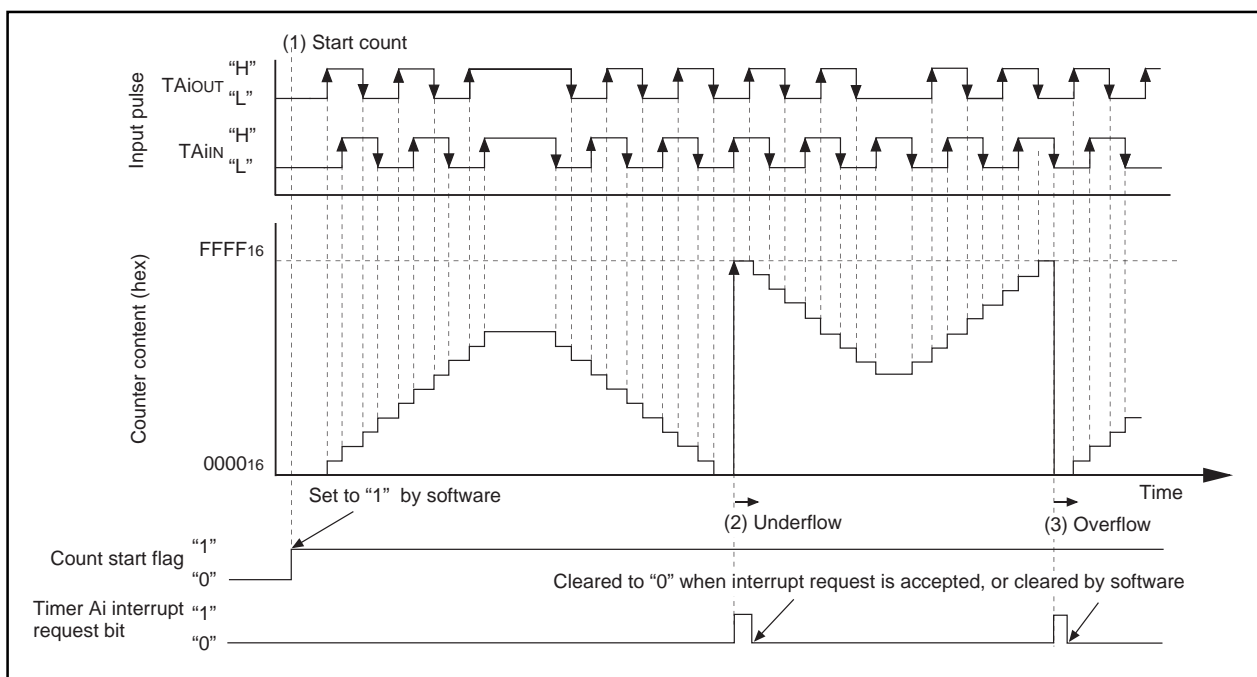 (1) Start count
Input pulse
TAiOUT
“H”
“L”
TAiIN
“H”
“L”
Counter content (hex)
FFFF16
000016
Time
Set to “1” by software
(2) Underflow
(3) Overflow
Count start flag
“1”
“0”
Cleared to “0” when interrupt request is accepted, or cleared by software
Timer Ai interrupt
request bit
“1”
“0”